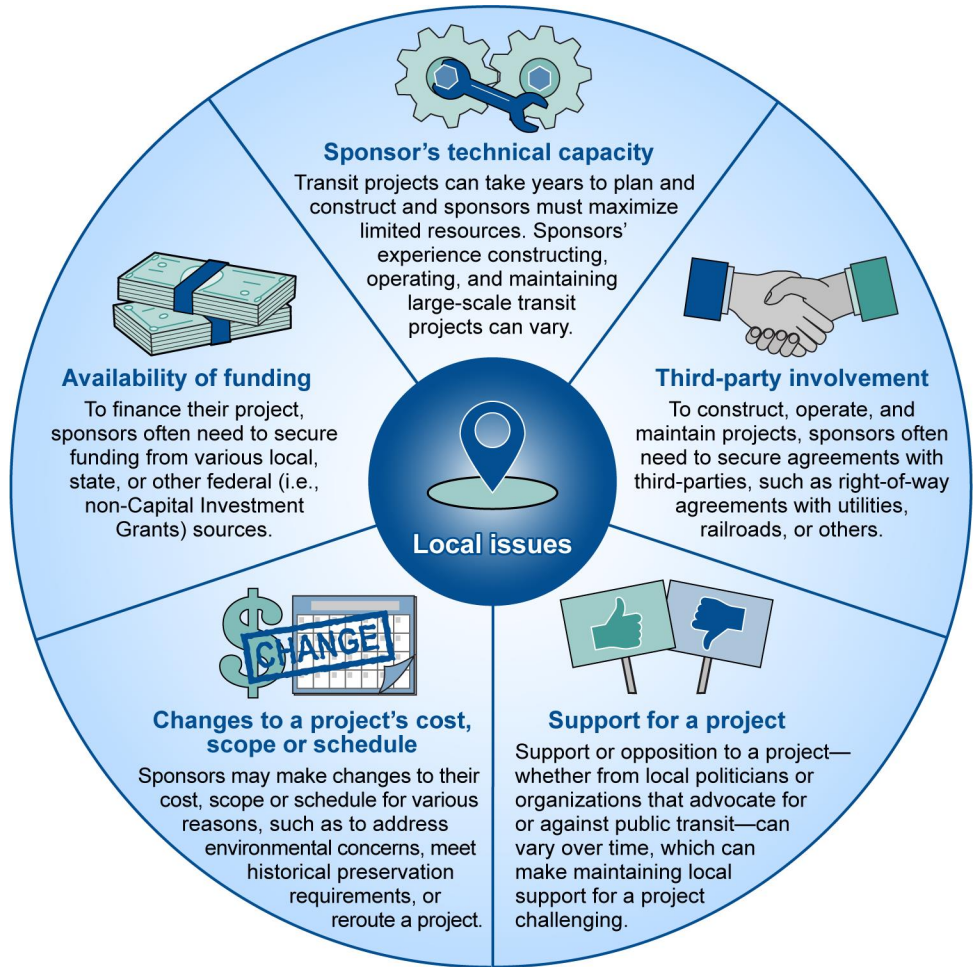 Sponsor's technical capacity
Transit projects can take years to plan and
construct and sponsors must maximize
limited resources. Sponsors'
experience constructing,
operating, and maintaining
large-scale transit
projects can vary.
Availability of funding
To finance their project,
sponsors often need to secure
funding from various local,
state, or other federal (i.e.,
non-Capital Investment
Grants) sources.
Third-party involvement
To construct, operate, and
maintain projects, sponsors often
need to secure agreements with
third-parties, such as right-of-way
agreements with utilities,
railroads, or others.
Local issues
CHANGE
Changes to a project's cost,
scope or schedule
Sponsors may make changes to their
cost, scope or schedule for various
reasons, such as to address
environmental concerns, meet
historical preservation
requirements, or
reroute a project.
Support for a project
Support or opposition to a project—
whether from local politicians or
organizations that advocate for
or against public transit—can
vary over time, which can
make maintaining local
support for a project
challenging.